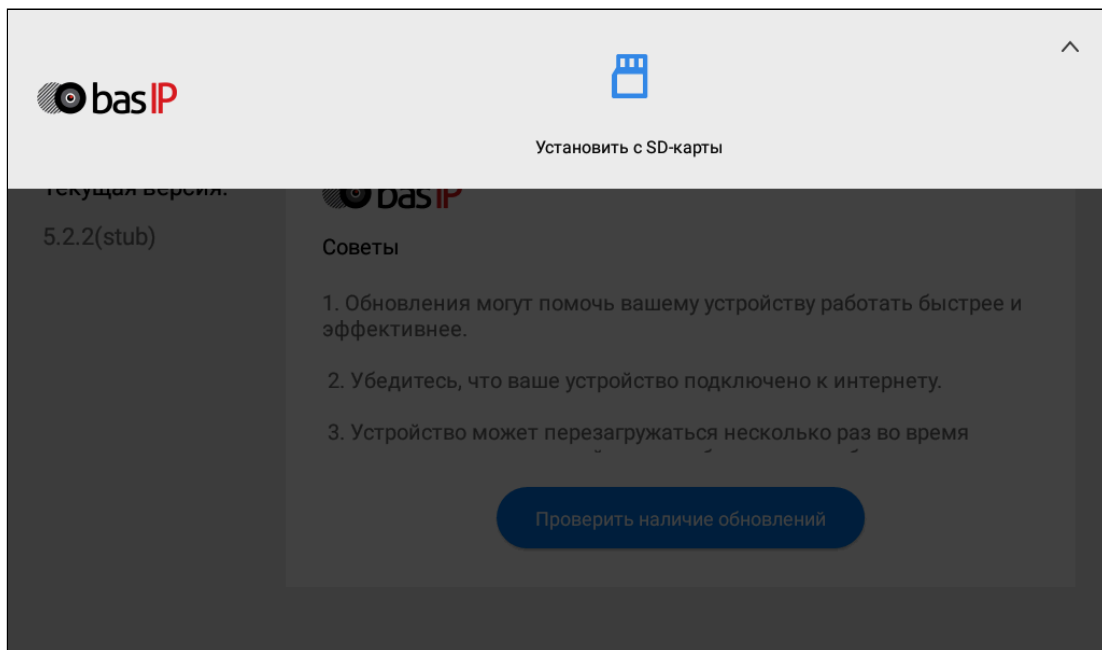 bas IP
Установить с SD-карты
Текущая версия:
bas IP
5.2.2(stub)
Советы
1. Обновления могут помочь вашему устройству работать быстрее и
эффективнее.
2. Убедитесь, что ваше устройство подключено к интернету.
3. Устройство может перезагружаться несколько раз во время
Проверить наличие обновлений